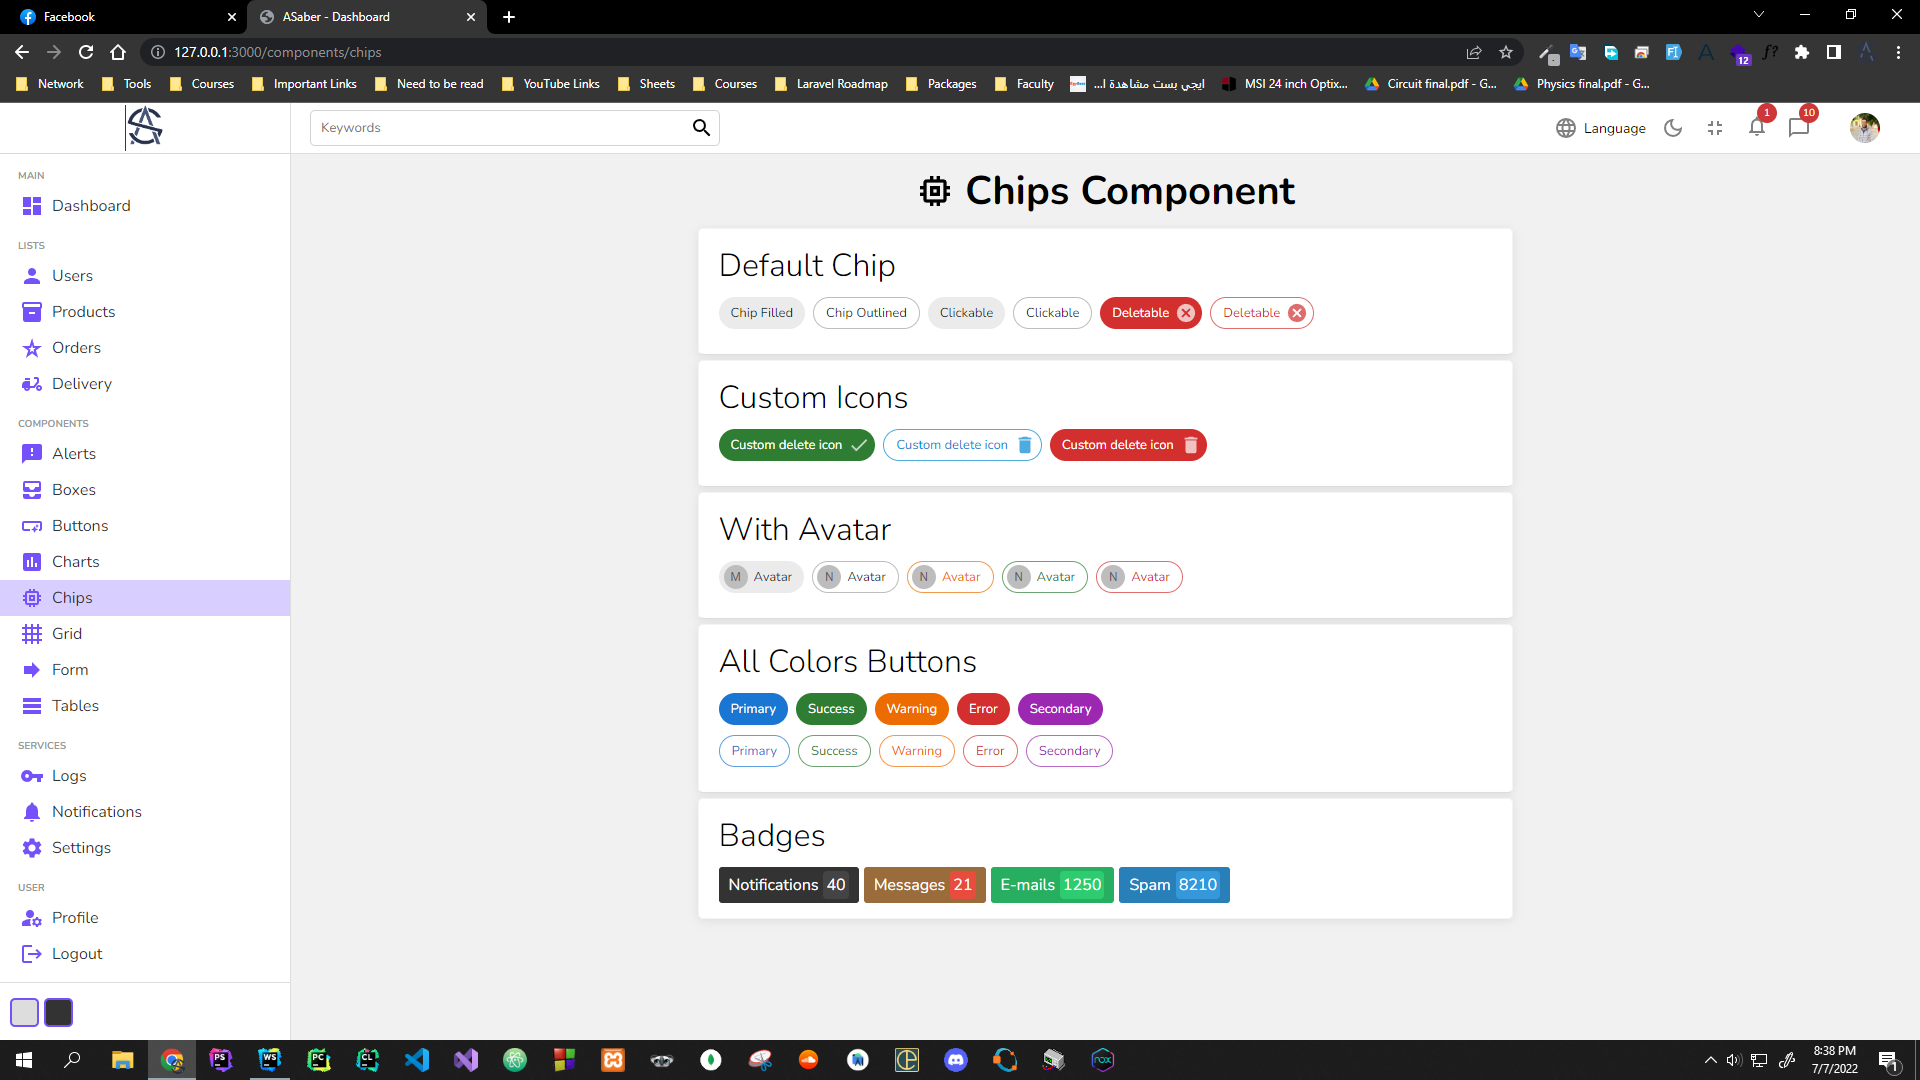 Facebook
ASaber - Dashboard
127.0.0.1:3000/components/chips
Network Tools Courses Important Links Need to be read YouTube Links Sheets Courses Laravel Roadmap Packages Faculty ايجي بست مشاهدة ا... MSI 24 inch Optix... Circuit final.pdf - G... Physics final.pdf - G...
12
Keywords
Language
1
10
MAIN
Dashboard
LISTS
Users
Products
Orders
Delivery
COMPONENTS
Alerts
Boxes
Buttons
Charts
Chips
Grid
Form
Tables
SERVICES
Logs
Notifications
Settings
USER
Profile
Logout
Chips Component
Default Chip
Chip Filled Chip Outlined Clickable Clickable Deletable Deletable
Custom Icons
Custom delete icon Custom delete icon Custom delete icon
With Avatar
M Avatar N Avatar N Avatar N Avatar N Avatar
All Colors Buttons
Primary Success Warning Error Secondary
Primary Success Warning Error Secondary
Badges
Notifications 40 Messages 21 E-mails 1250 Spam 8210
PS WS PC CL
8:38 PM
7/7/2022
1